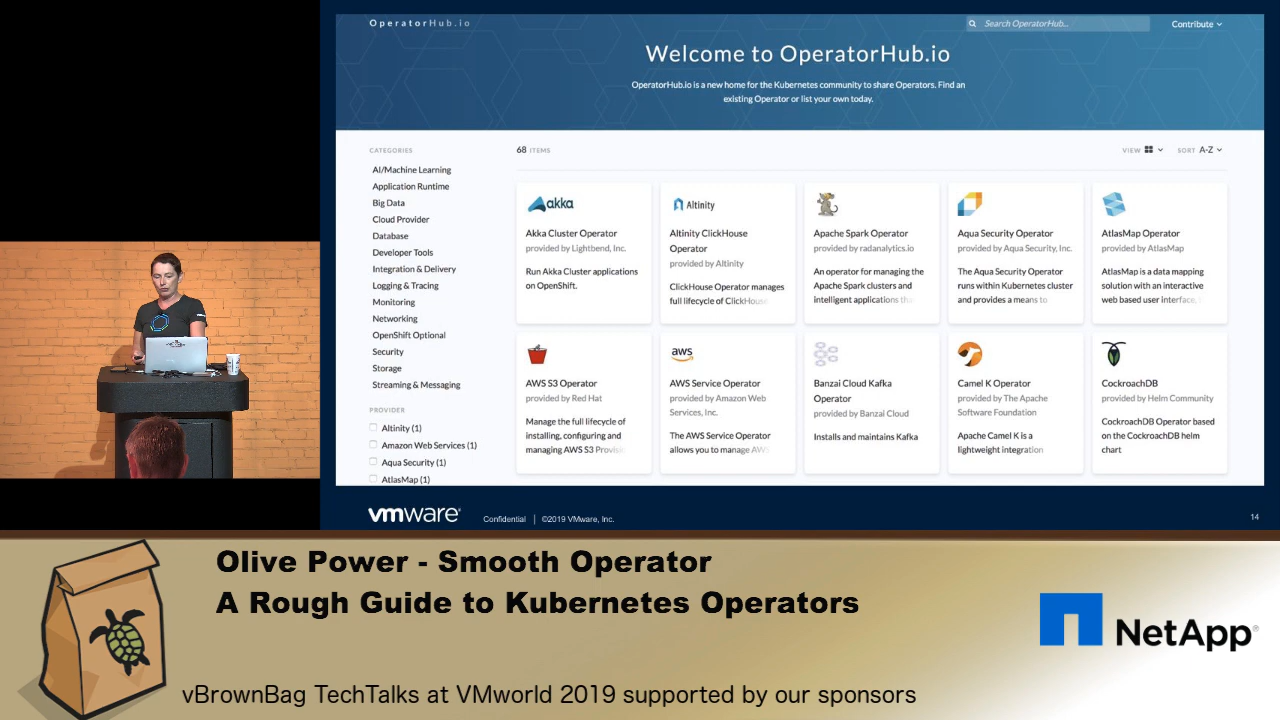 OperatorHub.io
Search OperatorHub...
Contribute
Welcome to OperatorHub.io
OperatorHub.io is a new home for the Kubernetes community to share Operators. Find an
existing Operator or list your own today.
CATEGORIES
AI/Machine Learning
Application Runtime
Big Data
Cloud Provider
Database
Developer Tools
Integration & Delivery
Logging & Tracing
Monitoring
Networking
OpenShift Optional
Security
Storage
Streaming & Messaging
PROVIDER
Altinity (1)
Amazon Web Services (1)
Aqua Security (1)
AtlasMap (1)
68 ITEMS
VIEW
SORT A-Z
akka
Akka Cluster Operator
provided by Lightbend, Inc.
Run Akka Cluster applications
on OpenShift.
Altinity
Altinity ClickHouse
Operator
provided by Altinity
ClickHouse Operator manages
full lifecycle of ClickHouse
Apache Spark Operator
provided by radanalytics.io
An operator for managing the
Apache Spark clusters and
intelligent applications
Aqua Security Operator
provided by Aqua Security, Inc.
The Aqua Security Operator
runs within Kubernetes cluster
and provides a means to
AtlasMap Operator
provided by AtlasMap
AtlasMap is a data mapping
solution with an interactive
web based user interface,
AWS S3 Operator
provided by Red Hat
Manage the full lifecycle of
installing, configuring and
managing AWS S3
aws
AWS Service Operator
provided by Amazon Web
Services, Inc.
The AWS Service Operator
allows you to manage AWS
Banzai Cloud Kafka
Operator
provided by Banzai Cloud
Installs and maintains Kafka
Camel K Operator
provided by The Apache
Software Foundation
Apache Camel K is a
lightweight integration
CockroachDB
provided by Helm Community
CockroachDB Operator based
on the CockroachDB helm
chart
vmware
Confidential | ©2019 VMware, Inc.
14
Olive Power - Smooth Operator
A Rough Guide to Kubernetes Operators
NetApp
vBrownBag TechTalks at VMworld 2019 supported by our sponsors